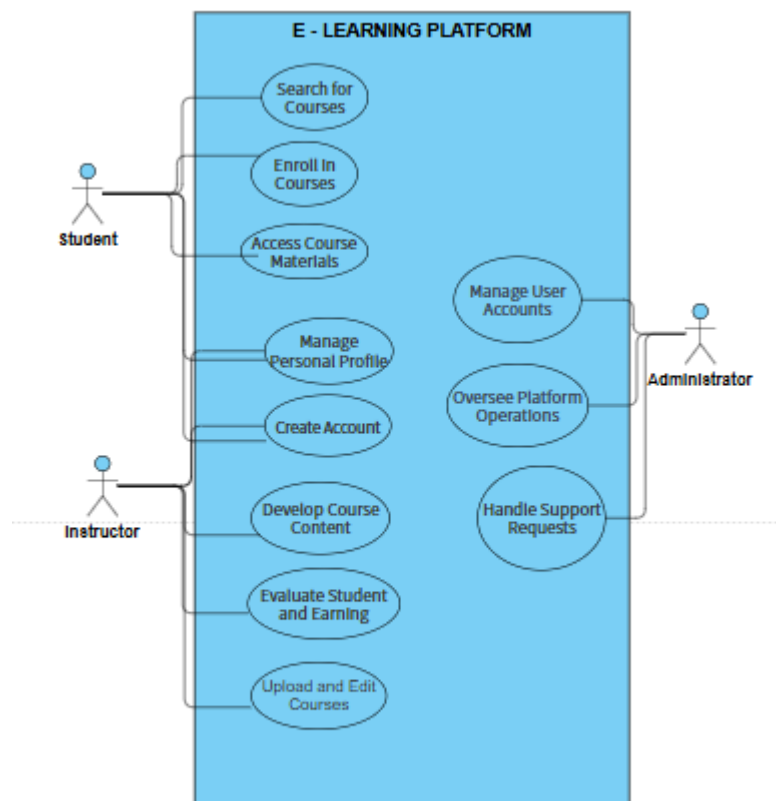 E - LEARNING PLATFORM
Search for
Courses
Enroll in
Courses
Student
Access Course
Materials
Manage User
Accounts
Manage
Personal Profile
Administrator
Oversee Platform
Operations
Create Account
Instructor
Develop Course
Content
Handle Support
Requests
Evaluate Student
and Earning
Upload and Edit
Courses